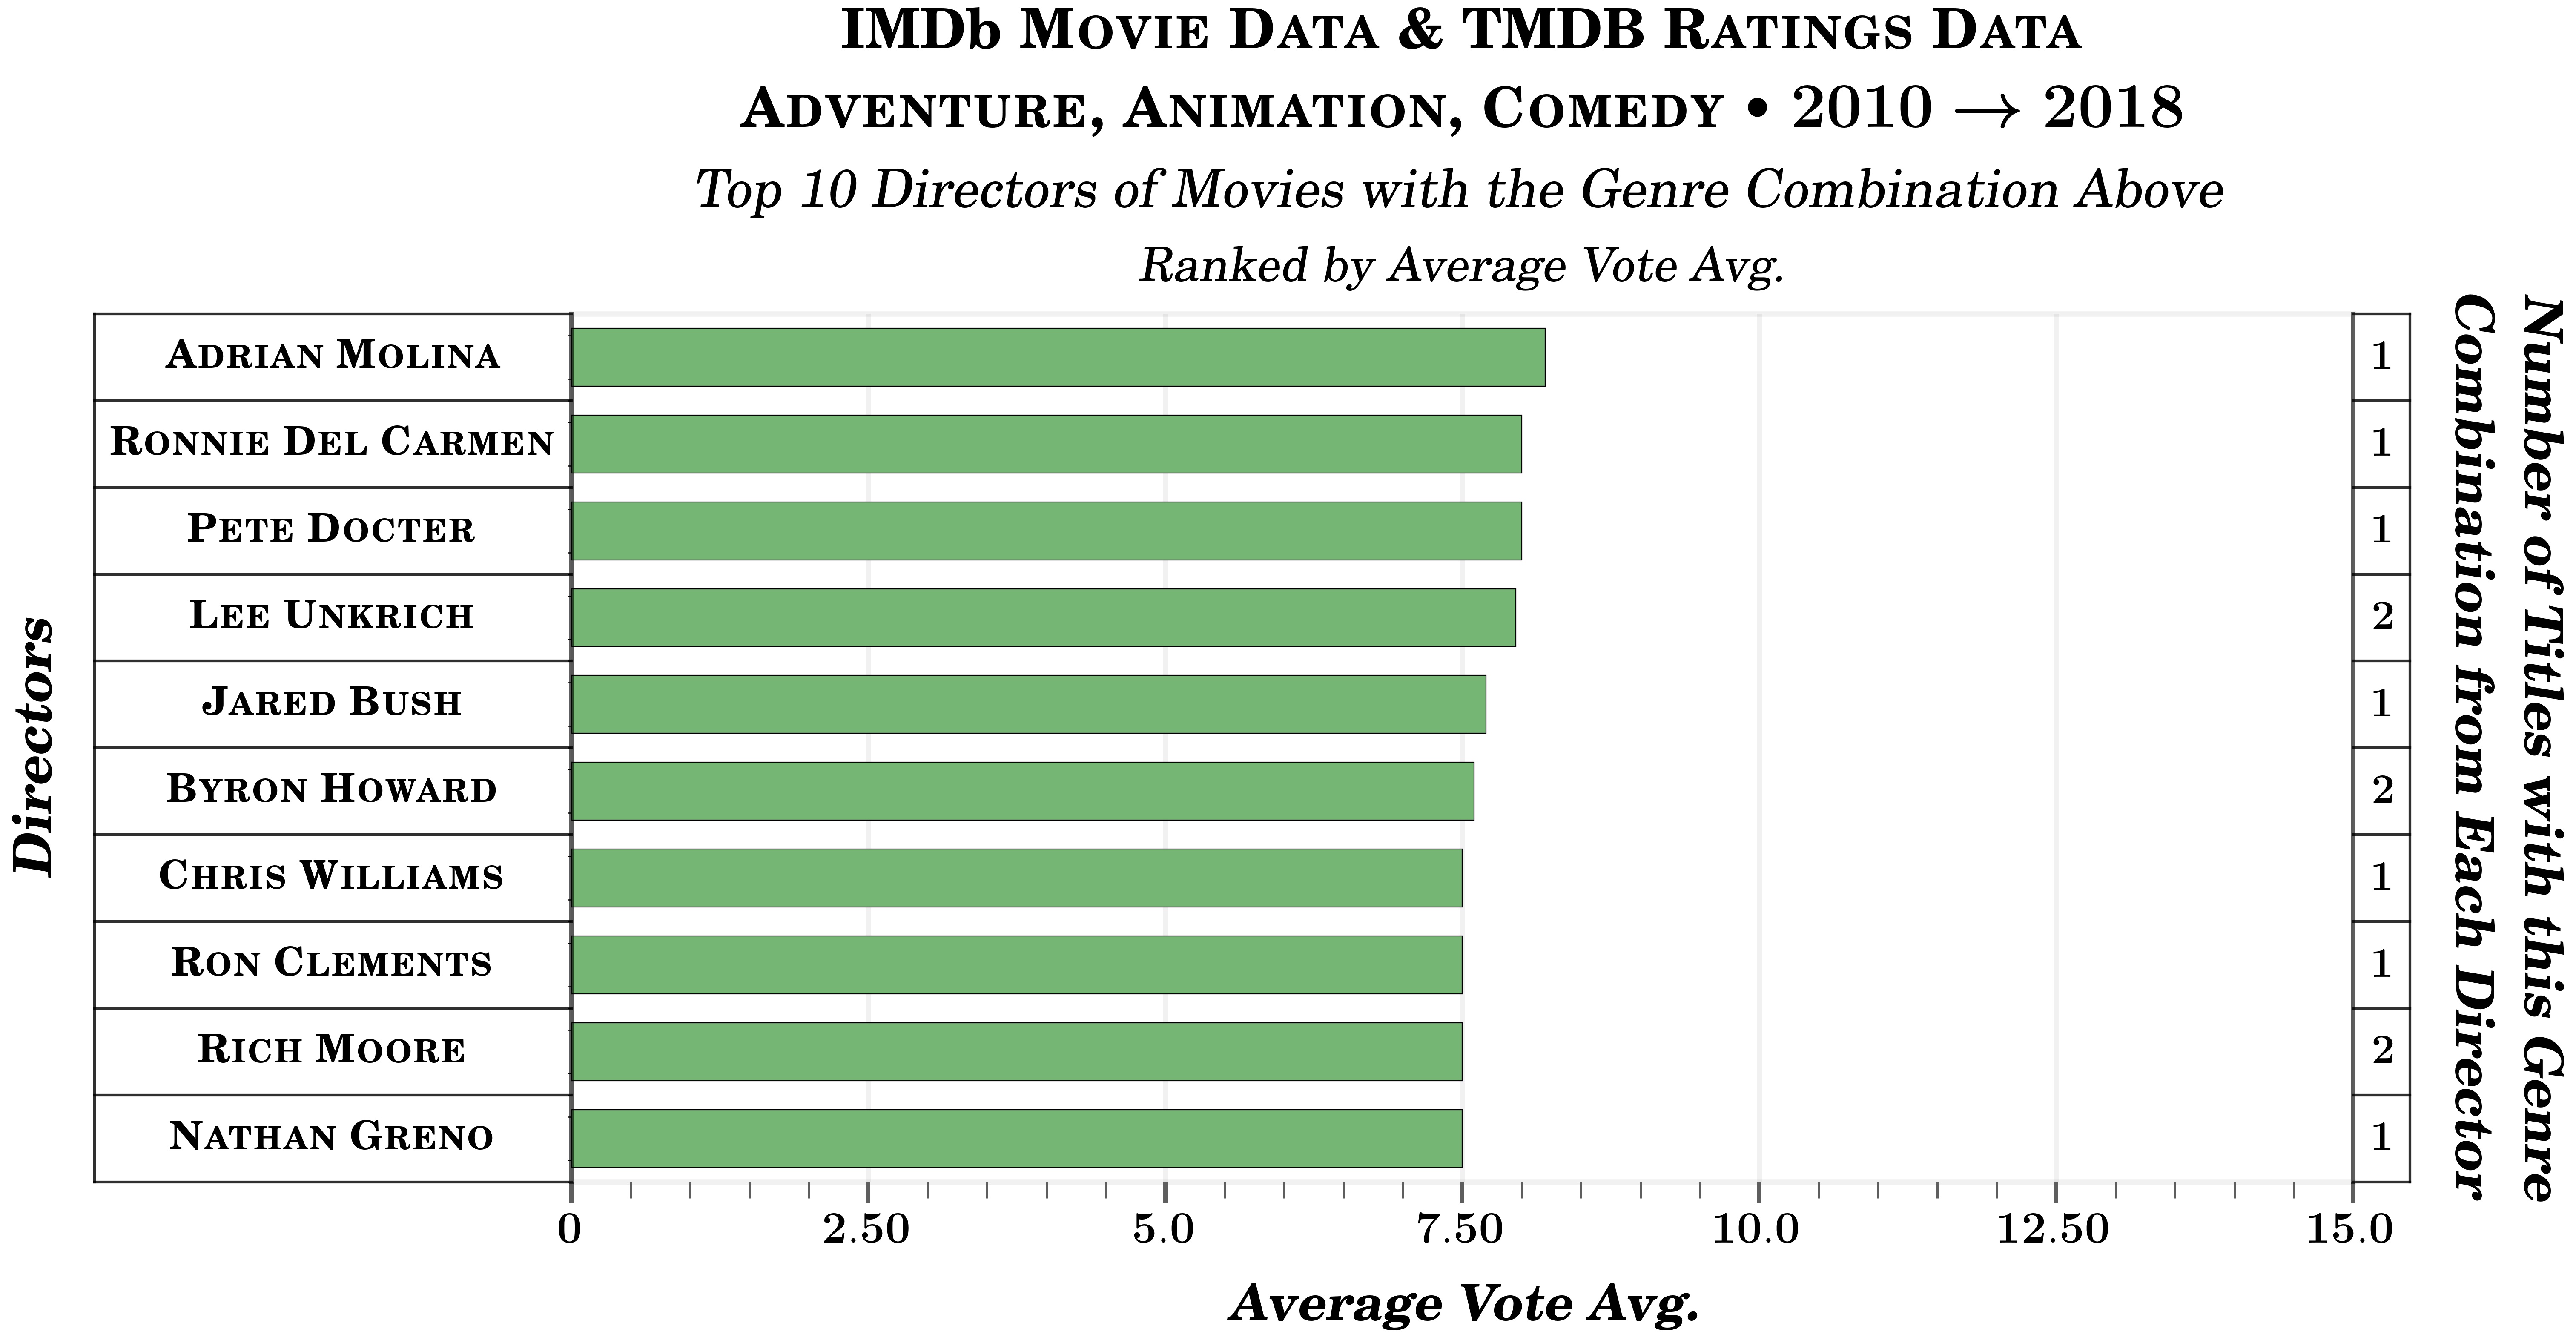 IMDb MOVIE DATA & TMDB RATINGS DATA
ADVENTURE, ANIMATION, COMEDY • 2010 → 2018
Top 10 Directors of Movies with the Genre Combination Above
Ranked by Average Vote Avg.
Directors
ADRIAN MOLINA 1
RONNIE DEL CARMEN 1
PETE DOCTER 1
LEE UNKRICH 2
JARED BUSH 1
BYRON HOWARD 2
CHRIS WILLIAMS 1
RON CLEMENTS 1
RICH MOORE 2
NATHAN GRENO 1
Number of Titles with this Genre
Combination from Each Director
0 2.50 5.0 7.50 10.0 12.50 15.0
Average Vote Avg.